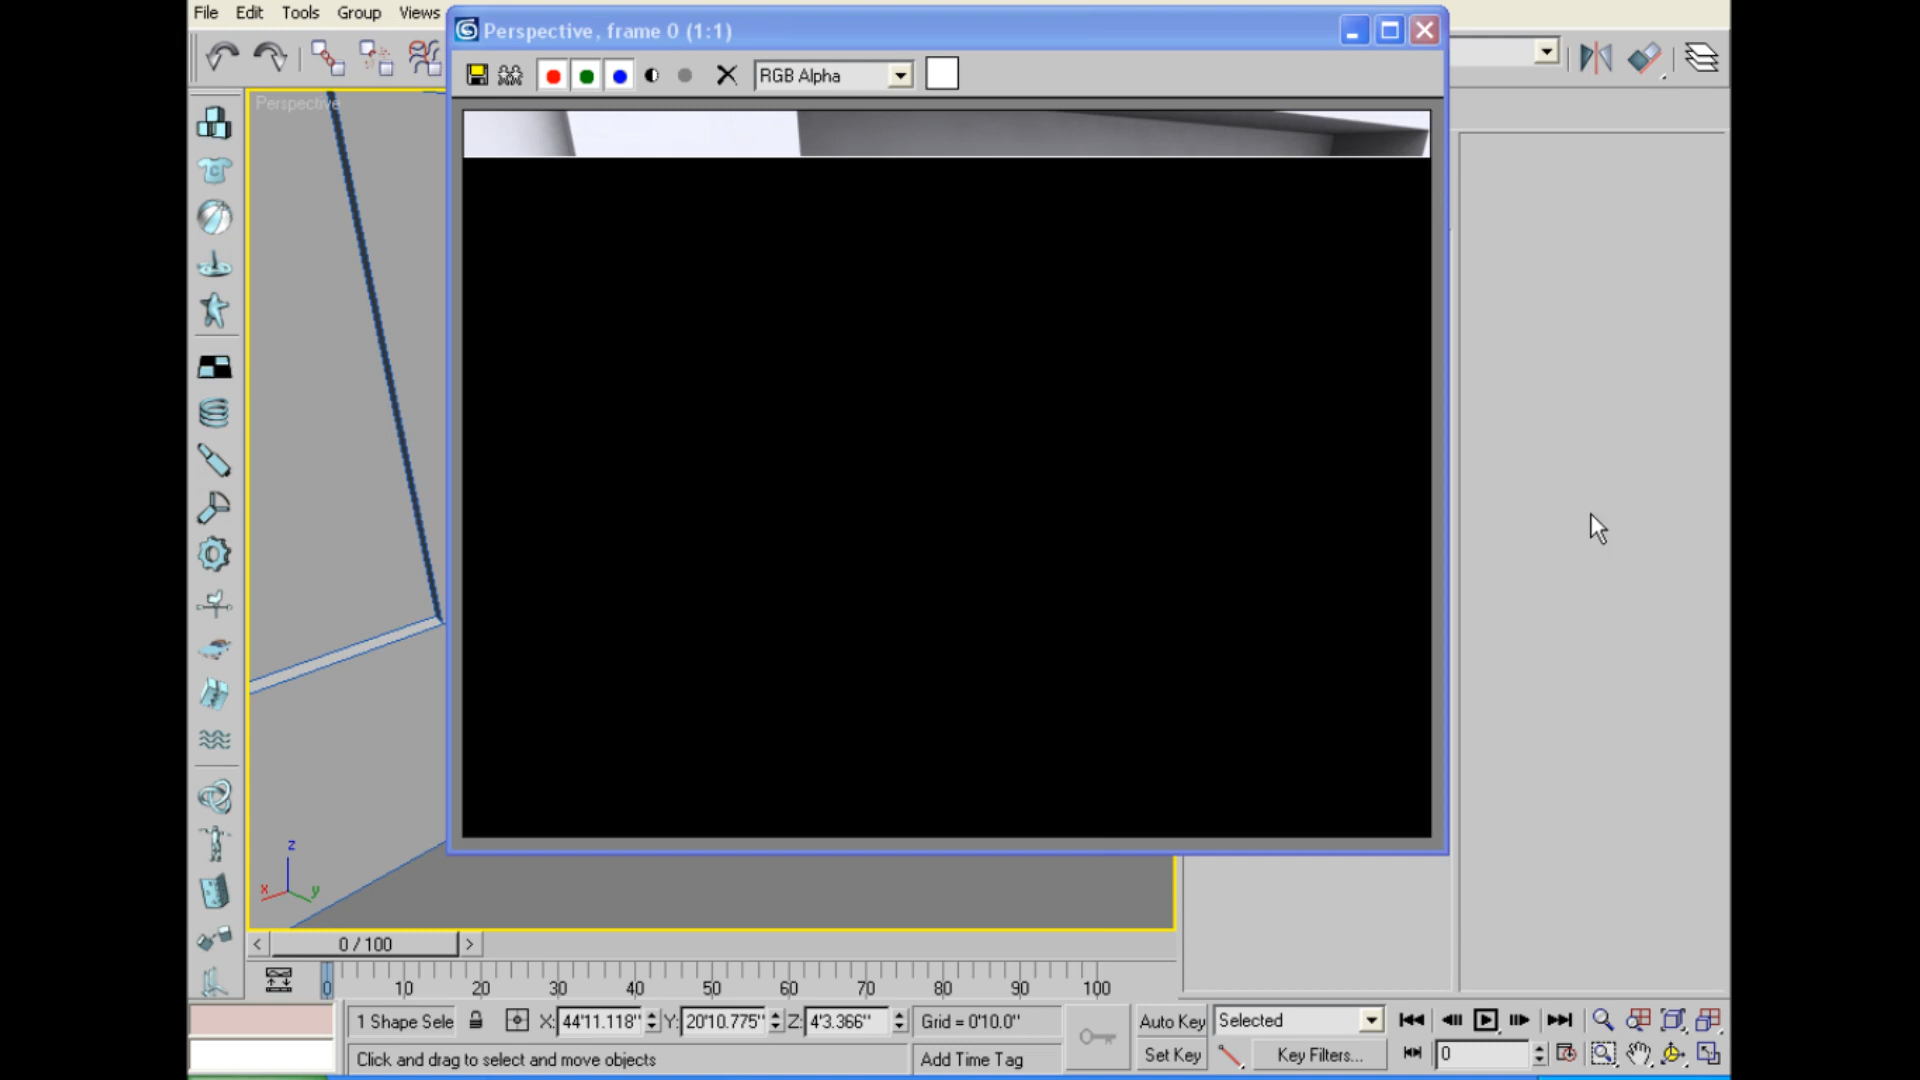 File Edit Tools Group Views
Perspective, frame 0 (1:1)
RGB Alpha
Perspective
z
x
y
0 / 100
0 10 20 30 40 50 60 70 80 90 100
1 Shape Sele X: 44'11.118" Y: 20'10.775" Z: 4'3.366" Grid = 0'10.0" Auto Key Selected
Click and drag to select and move objects Add Time Tag Set Key Key Filters... 0